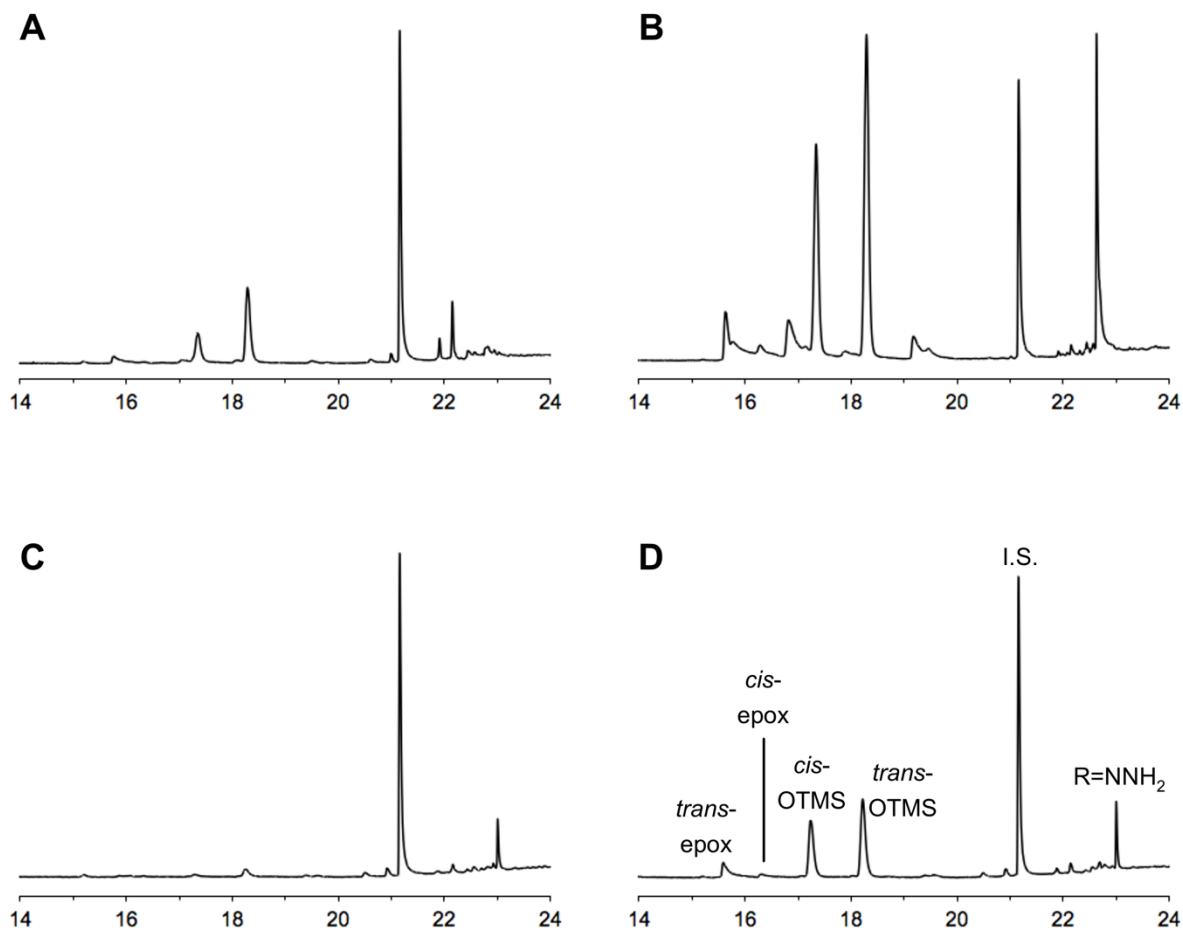 A
B
14 16 18 20 22 24
14 16 18 20 22 24
C
D
I.S.
cis-
epox
cis-
OTMS
trans-
OTMS
R=NNH₂
trans-
epox
14 16 18 20 22 24
14 16 18 20 22 24